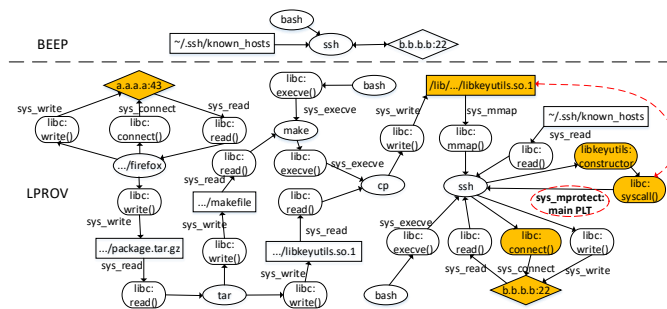 bash
BEEP
~/.ssh/known_hosts
ssh
b.b.b.b:22
LPROV
a.a.a.a:43
sys_write
sys_connect
sys_read
libc:
write()
libc:
connect()
libc:
read()
.../firefox
libc:
write()
sys_write
.../package.tar.gz
sys_read
libc:
read()
tar
libc:
write()
sys_write
.../makefile
sys_read
libc:
read()
libc:
execve()
bash
sys_execve
make
libc:
execve()
sys_execve
cp
libc:
write()
sys_write
.../libkeyutils.so.1
sys_read
libc:
read()
sys_write
libc:
write()
/lib/.../libkeyutils.so.1
sys_mmap
libc:
mmap()
~/.ssh/known_hosts
sys_read
libc:
read()
libkeyutils:
constructor
libc:
syscall()
sys_mprotect:
main PLT
ssh
sys_execve
libc:
execve()
bash
libc:
read()
sys_read
libc:
connect()
sys_connect
libc:
write()
sys_write
b.b.b.b:22